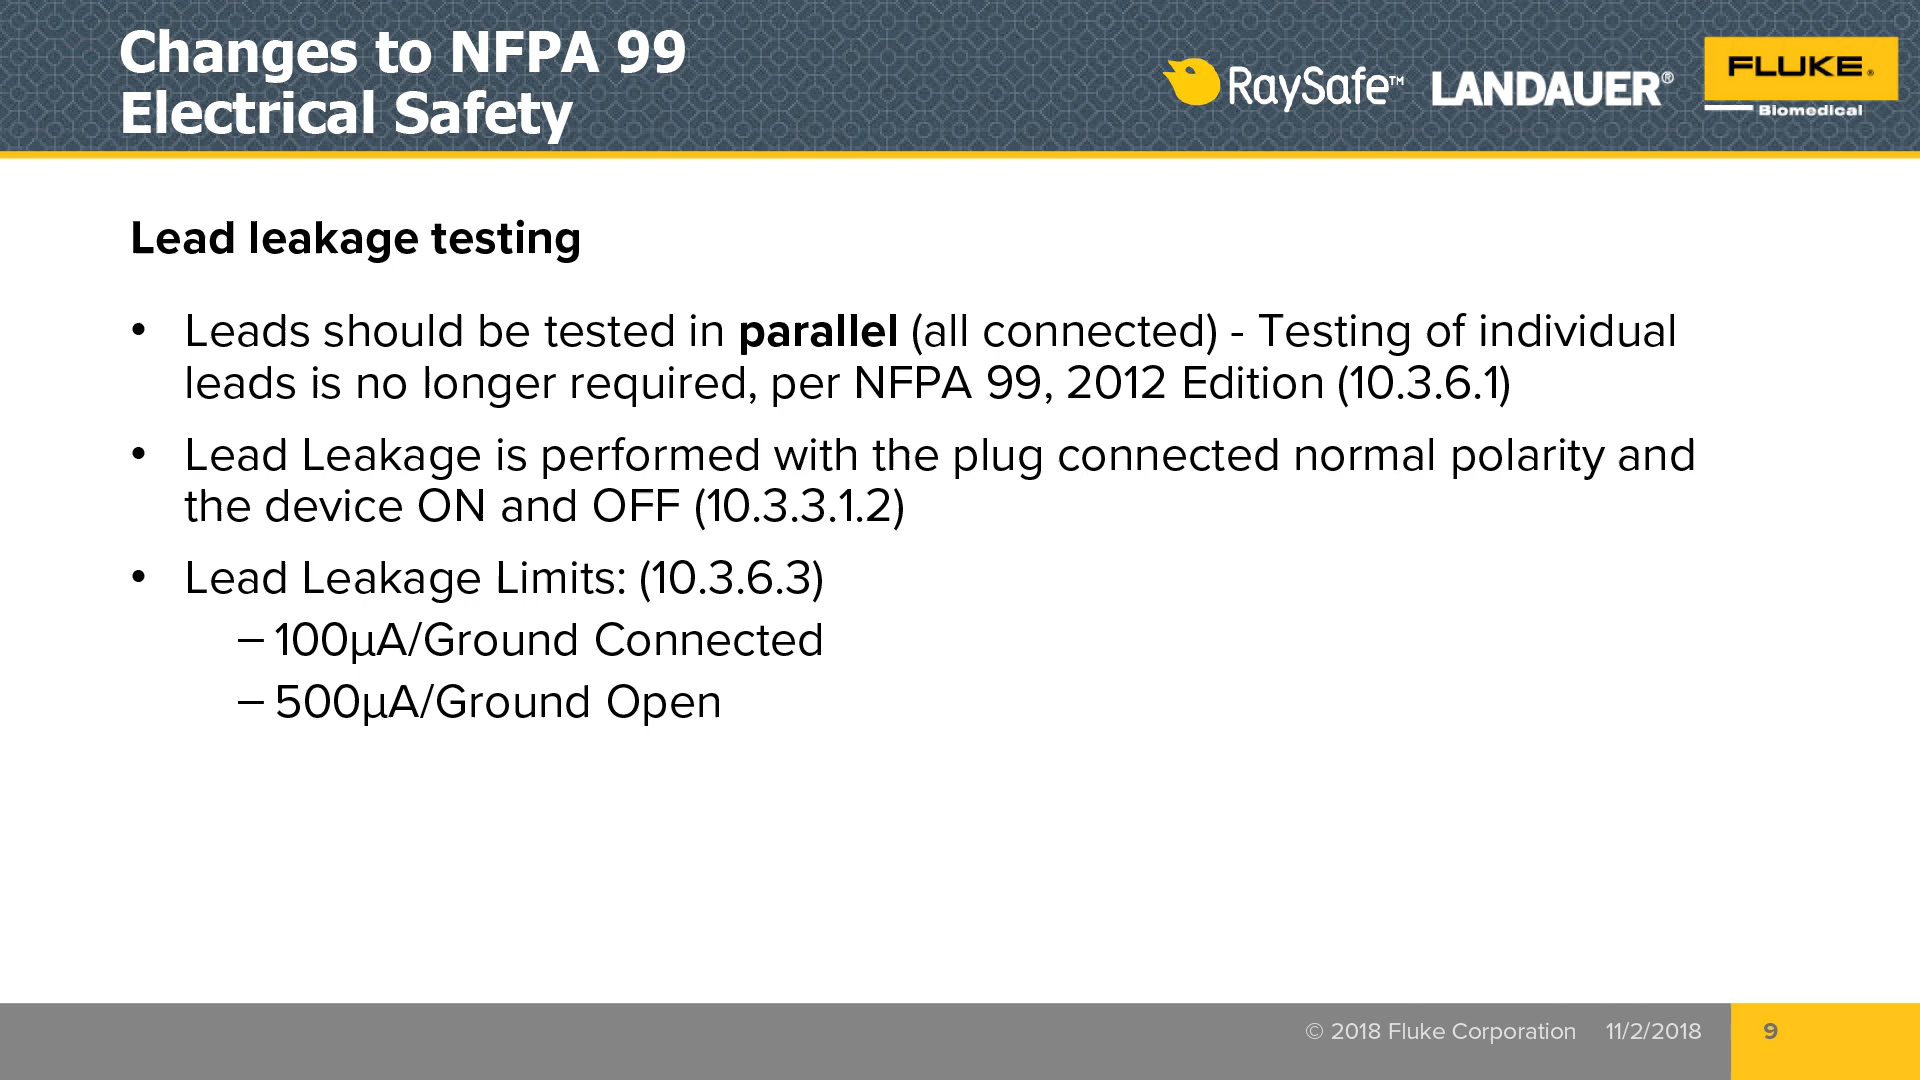 Changes to NFPA 99
Electrical Safety
RaySafe™ LANDAUER® FLUKE®
Biomedical
Lead leakage testing
• Leads should be tested in parallel (all connected) - Testing of individual
leads is no longer required, per NFPA 99, 2012 Edition (10.3.6.1)
• Lead Leakage is performed with the plug connected normal polarity and
the device ON and OFF (10.3.3.1.2)
• Lead Leakage Limits: (10.3.6.3)
– 100µA/Ground Connected
– 500µA/Ground Open
© 2018 Fluke Corporation 11/2/2018 9